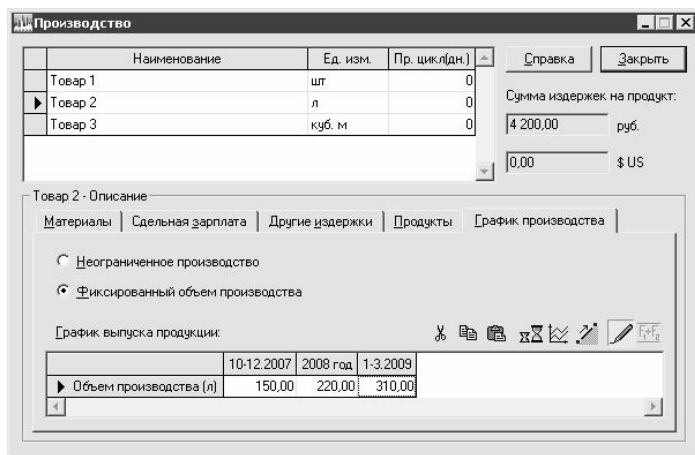 Производство
Наименование Ед. изм. Пр. цикл(дн.)
Товар 1 шт 0
Товар 2 л 0
Товар 3 куб. м 0
Справка Закрыть
Сумма издержек на продукт:
4 200,00 руб.
0,00 $ US
Товар 2 - Описание
Материалы Сдельная зарплата Другие издержки Продукты График производства
Неограниченное производство
Фиксированный объем производства
График выпуска продукции:
10-12.2007 2008 год 1-3.2009
Объем производства (л) 150,00 220,00 310,00